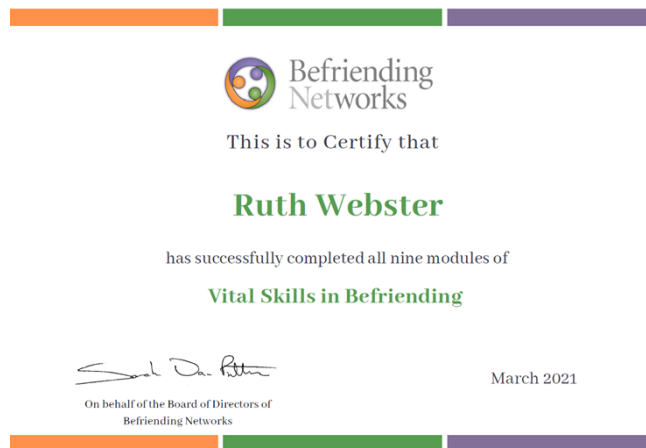 Befriending
Networks
This is to Certify that
Ruth Webster
has successfully completed all nine modules of
Vital Skills in Befriending
March 2021
On behalf of the Board of Directors of
Befriending Networks